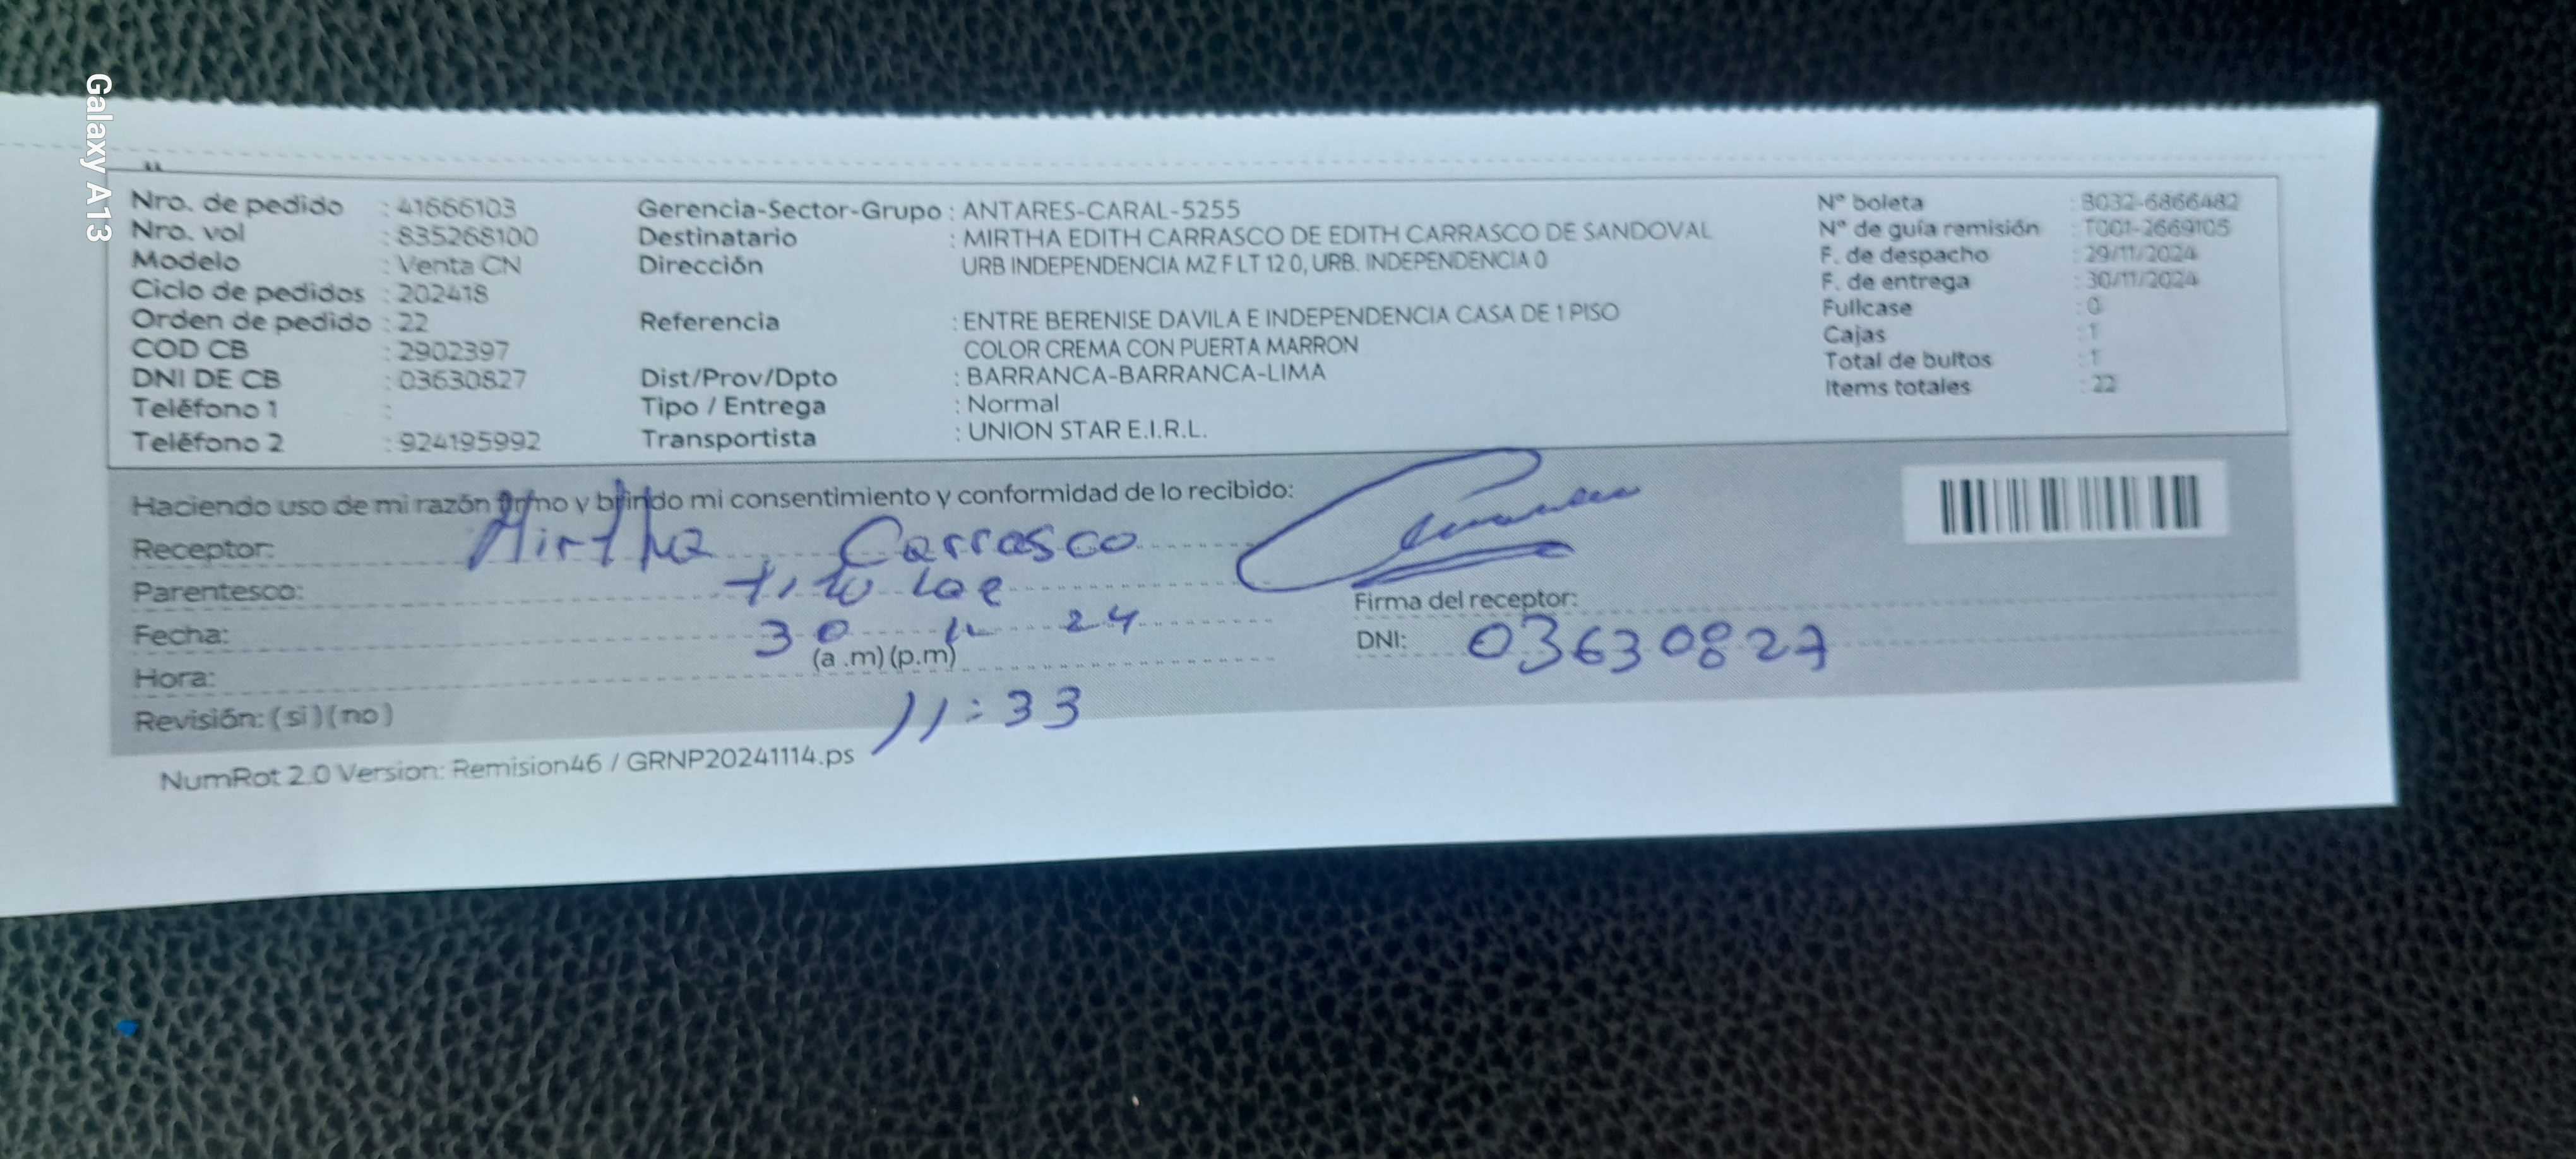 Galaxy A13
Nro. de pedido : 41666103
Nro. vol : 835268100
Modelo : Venta CN
Ciclo de pedidos : 202418
Orden de pedido : 22
COD CB : 2902397
DNI DE CB : 03630827
Teléfono 1 :
Teléfono 2 : 924195992
Gerencia-Sector-Grupo : ANTARES-CARAL-5255
Destinatario : MIRTHA EDITH CARRASCO DE EDITH CARRASCO DE SANDOVAL
Dirección URB INDEPENDENCIA MZ F LT 12 0, URB. INDEPENDENCIA 0
Referencia : ENTRE BERENISE DAVILA E INDEPENDENCIA CASA DE 1 PISO
COLOR CREMA CON PUERTA MARRON
Dist/Prov/Dpto : BARRANCA-BARRANCA-LIMA
Tipo / Entrega : Normal
Transportista : UNION STAR E.I.R.L.
N° boleta : B032-6866482
N° de guía remisión : T001-2669105
F. de despacho : 29/11/2024
F. de entrega : 30/11/2024
Fullcase : 0
Cajas : 1
Total de bultos : 1
Items totales : 22
Haciendo uso de mi razón firmo y brindo mi consentimiento y conformidad de lo recibido:
Receptor: Mirtha Carrasco
Parentesco:
Fecha: 30 24
(a .m) (p.m)
Hora: 11:33
Revisión: (si) (no)
Firma del receptor:
DNI: 03630827
NumRot 2.0 Version: Remision46 / GRNP20241114.ps